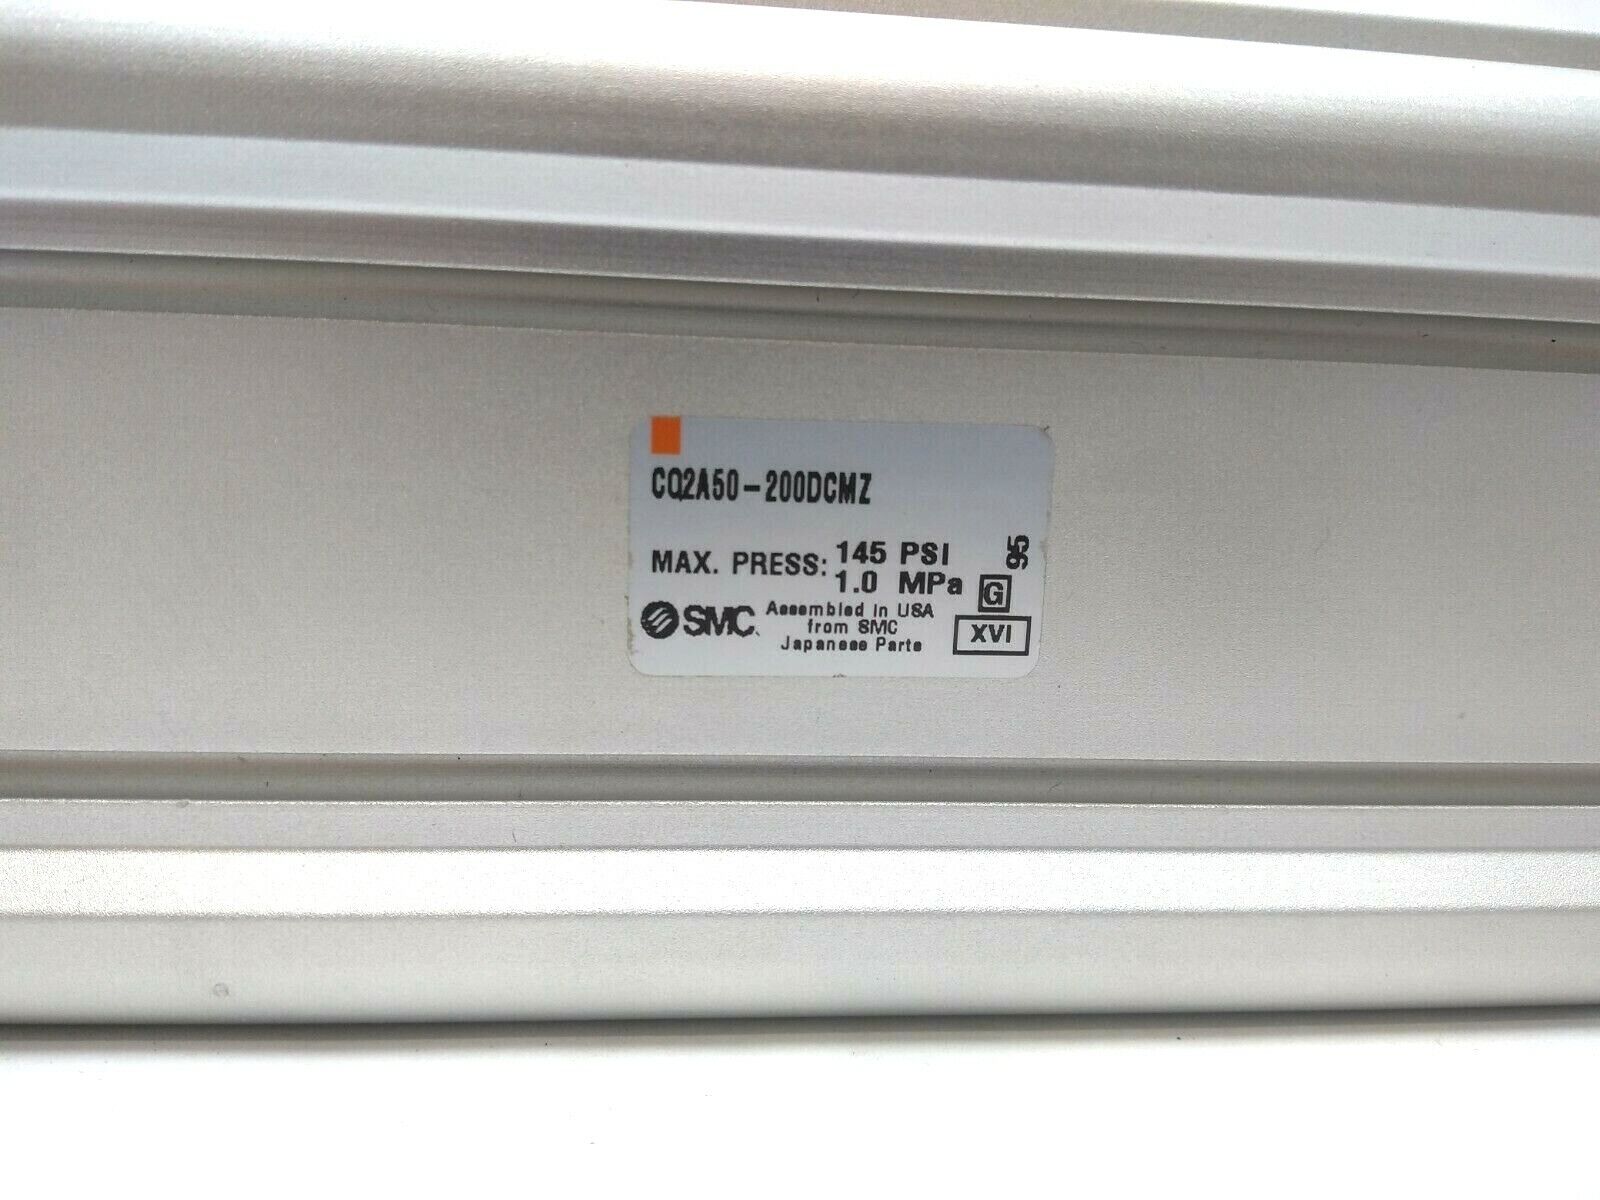 CQ2A50-200DCMZ
MAX. PRESS: 145 PSI
1.0 MPa
95
G
SMC
Assembled in USA
from SMC
Japanese Parts
XVI